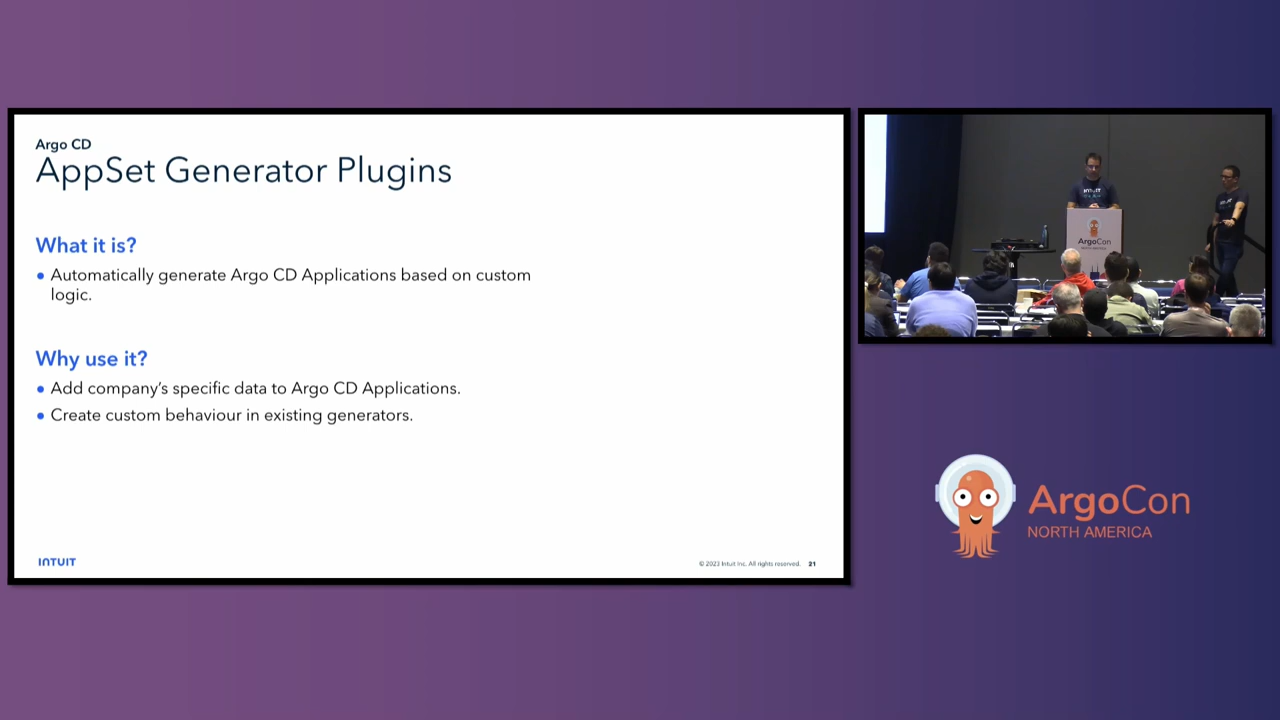 Argo CD
AppSet Generator Plugins
What it is?
• Automatically generate Argo CD Applications based on custom
logic.
Why use it?
• Add company's specific data to Argo CD Applications.
• Create custom behaviour in existing generators.
INTUIT
© 2023 Intuit Inc. All rights reserved. 21
INTUIT
ArgoCon
ArgoCon
NORTH AMERICA